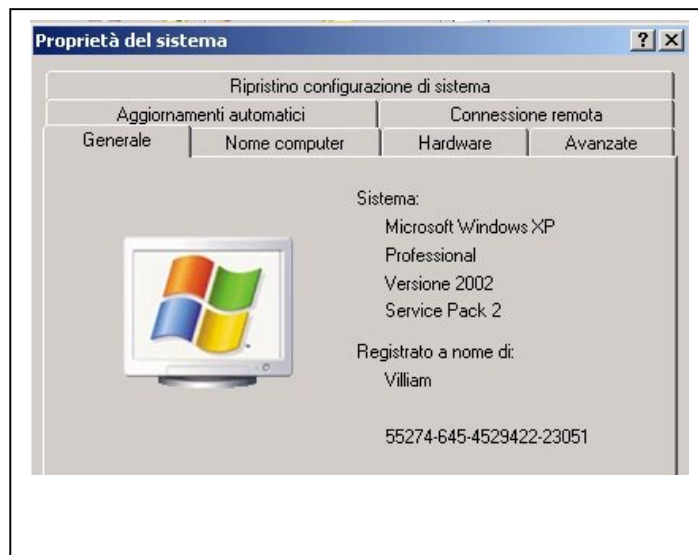 Proprietà del sistema
Ripristino configurazione di sistema
Aggiornamenti automatici
Connessione remota
Generale
Nome computer
Hardware
Avanzate
Sistema:
Microsoft Windows XP
Professional
Versione 2002
Service Pack 2
Registrato a nome di:
Villiam
55274-645-4529422-23051